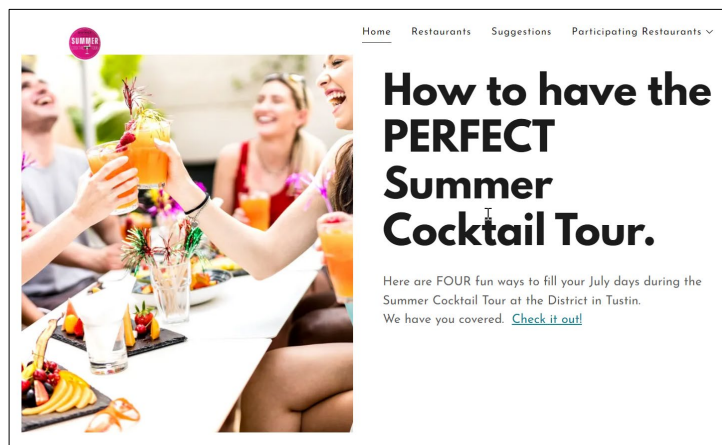 SUMMER
Home Restaurants Suggestions Participating Restaurants
How to have the
PERFECT
Summer
Cocktail Tour.
Here are FOUR fun ways to fill your July days during the
Summer Cocktail Tour at the District in Tustin.
We have you covered. Check it out!